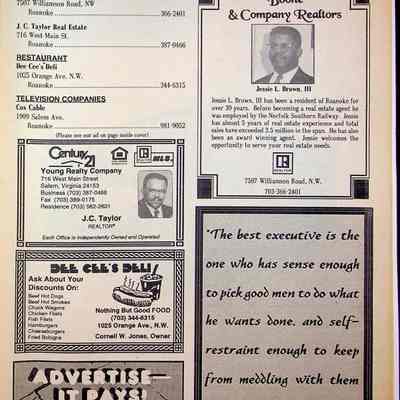 7587 Williamson Road, NW
Roanoke 366-2401
J. C. Taylor Real Estate
716 West Main St.
Roanoke 387-0466
RESTAURANT
Dee Cee's Deli
1025 Orange Ave. N.W.
Roanoke 344-6315
TELEVISION COMPANIES
Cox Cable
1909 Salem Ave.
Roanoke 981-9052
(Please see our ad on page inside cover)
Century 21
R
MLS
Young Realty Company
716 West Main Street
Salem, Virginia 24153
Business (703) 387-0466
Fax (703) 389-0175
Residence (703) 562-2621
J.C. Taylor
REALTOR®
Each Office is Independently Owned and Operated
DEE CEE'S DELI
Ask About Your
Discounts On:
Beef Hot Dogs
Beef Hot Smokes
Chuck Wagons
Chicken Filets
Fish Filets
Hamburgers
Cheeseburgers
Fried Bologna
Nothing But Good FOOD
(703) 344-6315
1025 Orange Ave., N.W.
Cornell W. Jones, Owner
ADVERTISE—
IT PAYS!
Boone
& Company Realtors
Jessie L. Brown, III
Jessie L. Brown, III has been a resident of Roanoke for
over 39 years. Before becoming a real estate agent he
was employed by the Norfolk Southern Railway. Jessie
has almost 5 years of real estate experience and total
sales have exceeded 3.5 million in the span. He has also
been an award winning agent. Jessie welcomes the
opportunity to serve your real estate needs.
R
REALTOR
7587 Williamson Road, N.W.
703-366-2401
"The best executive is the
one who has sense enough
to pick good men to do what
he wants done, and self-
restraint enough to keep
from meddling with them